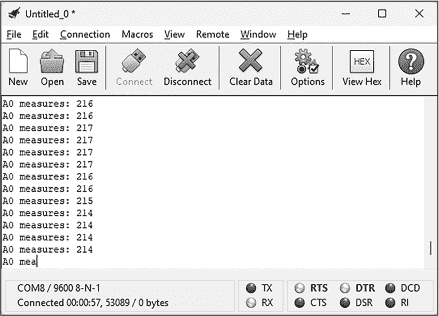 Untitled_0 *
File Edit Connection Macros View Remote Window Help
New Open Save Connect Disconnect Clear Data Options HEX View Hex Help
A0 measures: 216
A0 measures: 216
A0 measures: 217
A0 measures: 217
A0 measures: 217
A0 measures: 217
A0 measures: 216
A0 measures: 216
A0 measures: 215
A0 measures: 214
A0 measures: 214
A0 measures: 214
A0 measures: 214
A0 mea
COM8 / 9600 8-N-1 TX RTS DTR DCD
Connected 00:00:57, 53089 / 0 bytes RX CTS DSR RI